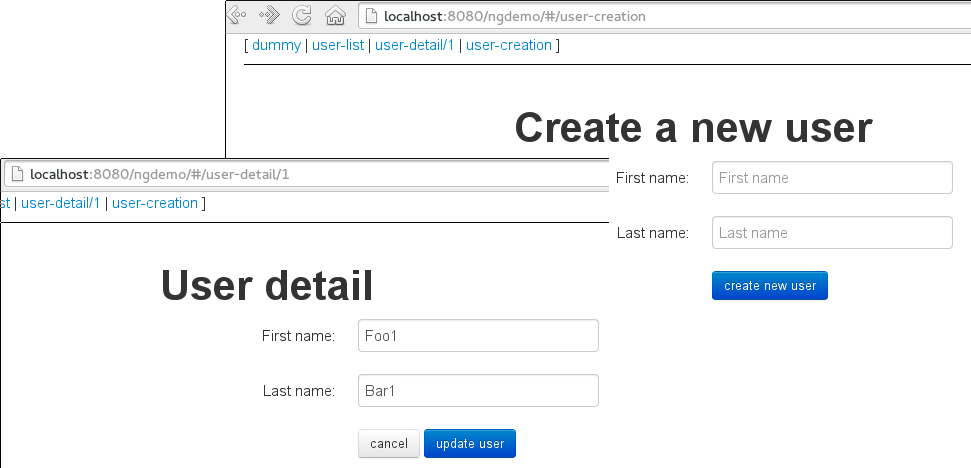 localhost:8080/ngdemo/#/user-creation
[ dummy | user-list | user-detail/1 | user-creation ]
Create a new user
First name: First name
Last name: Last name
create new user
localhost:8080/ngdemo/#/user-detail/1
st | user-detail/1 | user-creation ]
User detail
First name: Foo1
Last name: Bar1
cancel update user